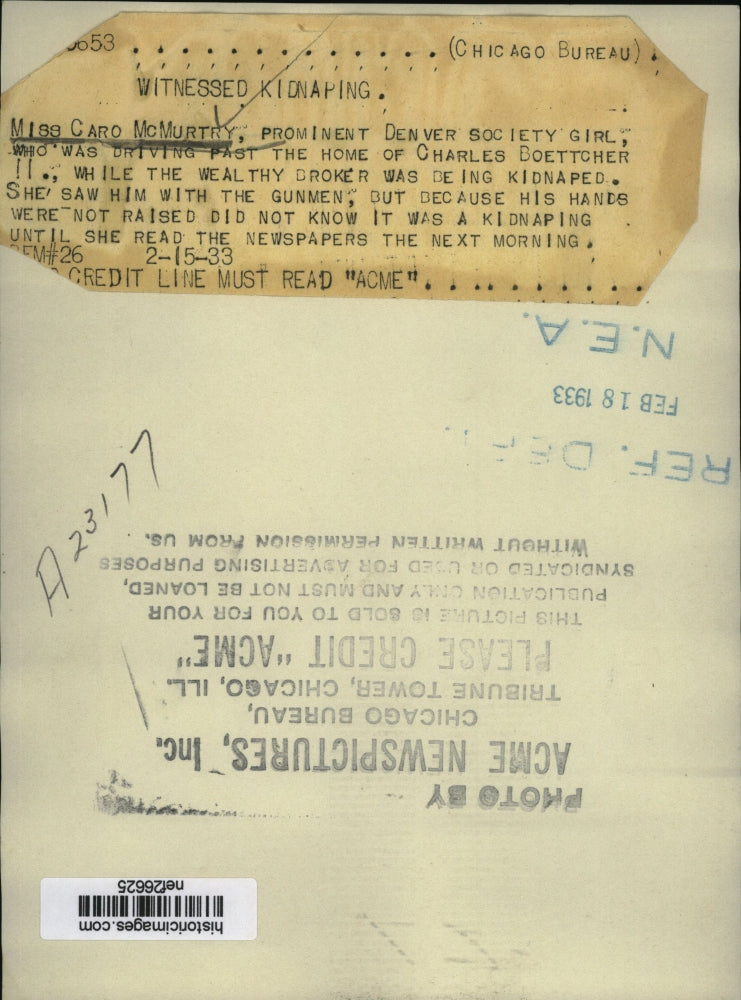 (CHICAGO BUREAU)
WITNESSED KIDNAPING.
MISS CARO MCMURTRY, PROMINENT DENVER SOCIETY GIRL,
WHO WAS DRIVING PAST THE HOME OF CHARLES BOETTCHER
II., WHILE THE WEALTHY BROKER WAS BEING KIDNAPED.
SHE SAW HIM WITH THE GUNMEN, BUT BECAUSE HIS HANDS
WERE NOT RAISED DID NOT KNOW IT WAS A KIDNAPING
UNTIL SHE READ THE NEWSPAPERS THE NEXT MORNING.
#26 2-15-33
CREDIT LINE MUST READ "ACME".
N.E.A.
FEB 18 1933
REF. DEPT.
A 23177
PHOTO BY
ACME NEWSPICTURES, Inc.
CHICAGO BUREAU,
TRIBUNE TOWER, CHICAGO, ILL.
PLEASE CREDIT "ACME"
THIS PICTURE IS SOLD TO YOU FOR YOUR
PUBLICATION ONLY AND MUST NOT BE LOANED,
SYNDICATED OR USED FOR ADVERTISING PURPOSES
WITHOUT WRITTEN PERMISSION FROM US.
historicimages.com
nef26625